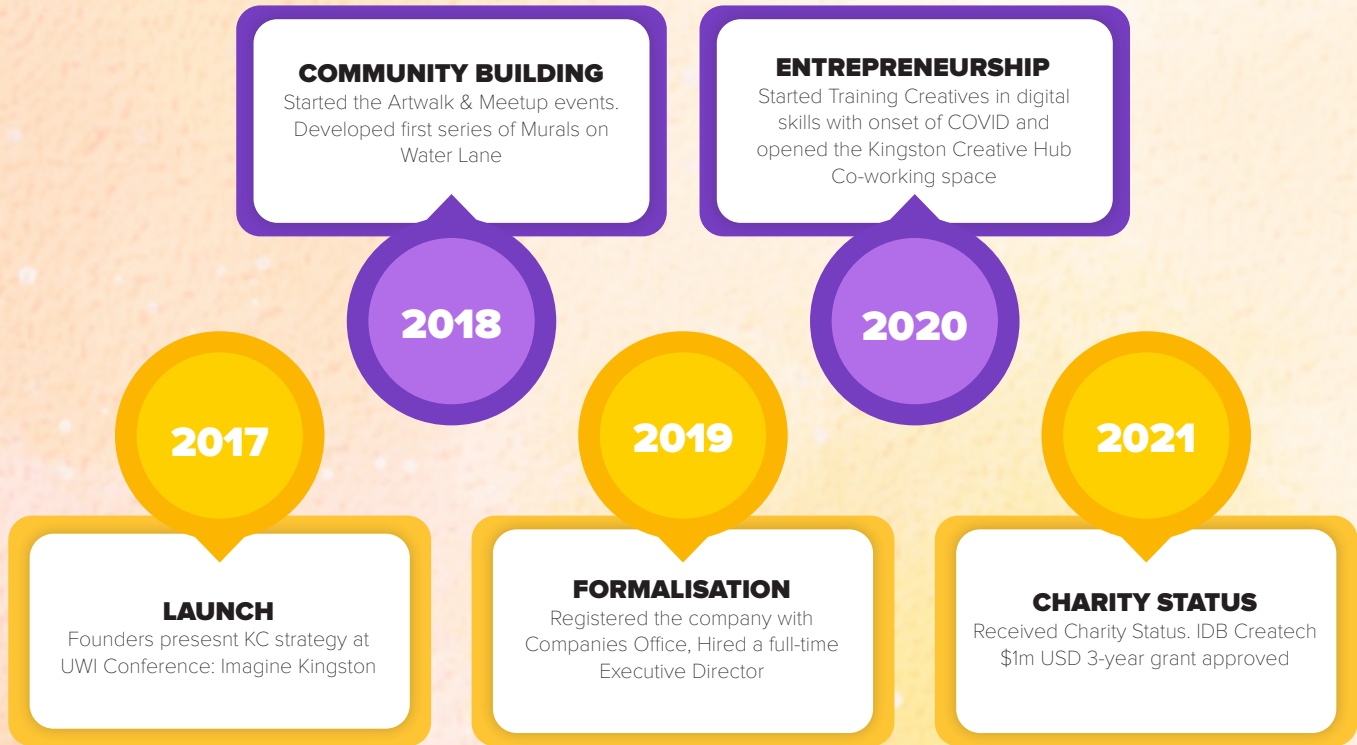 COMMUNITY BUILDING
Started the Artwalk & Meetup events.
Developed first series of Murals on
Water Lane
ENTREPRENEURSHIP
Started Training Creatives in digital
skills with onset of COVID and
opened the Kingston Creative Hub
Co-working space
2018
2020
2017
2019
2021
LAUNCH
Founders presesnt KC strategy at
UWI Conference: Imagine Kingston
FORMALISATION
Registered the company with
Companies Office, Hired a full-time
Executive Director
CHARITY STATUS
Received Charity Status. IDB Createch
$1m USD 3-year grant approved